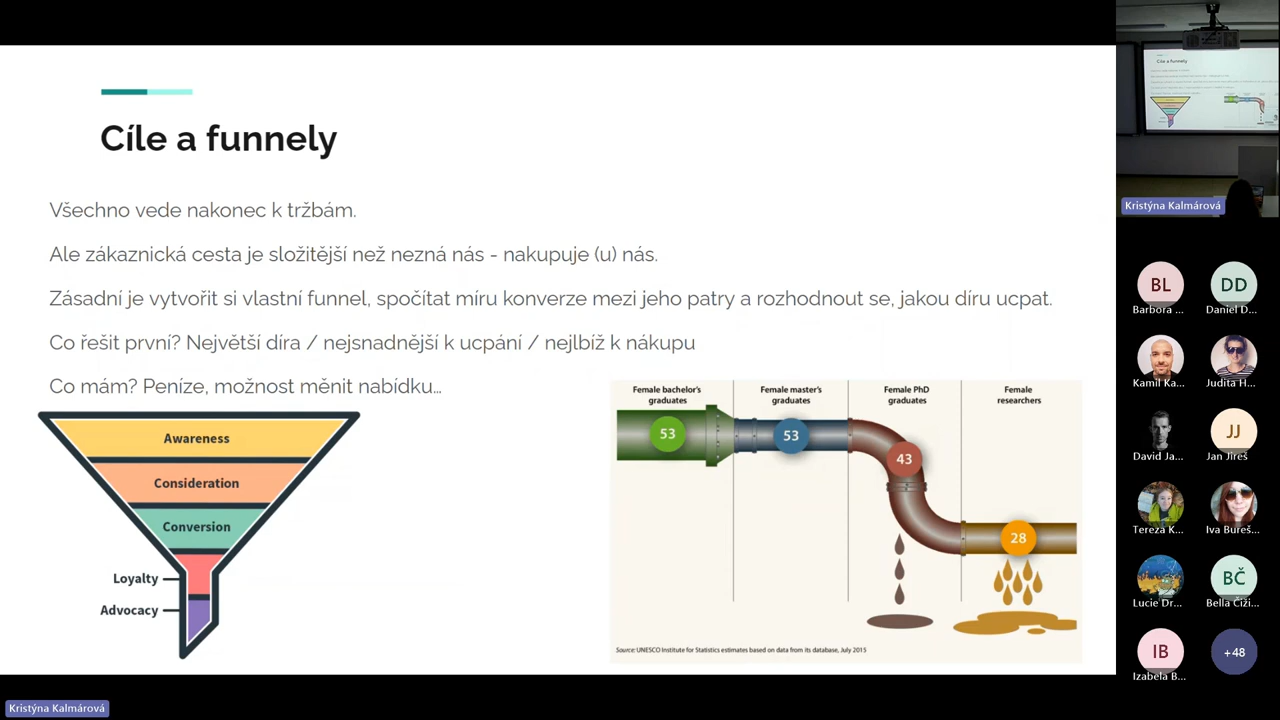 Cíle a funnely
Všechno vede nakonec k tržbám.
Ale zákaznická cesta je složitější než nezná nás - nakupuje (u) nás.
Zásadní je vytvořit si vlastní funnel, spočítat míru konverze mezi jeho patry a rozhodnout se, jakou díru ucpat.
Co řešit první? Největší díra / nejsnadnější k ucpání / nejlbíž k nákupu
Co mám? Peníze, možnost měnit nabídku…
Awareness
Consideration
Conversion
Loyalty
Advocacy
Female bachelor's
graduates
Female master's
graduates
Female PhD
graduates
Female
researchers
53
53
43
28
Source: UNESCO Institute for Statistics estimates based on data from its database, July 2015
Cíle a funnely
Kristýna Kalmárová
BL
DD
Barbora ...
Daniel D...
Kamil Ka...
Judita H...
JJ
David Ja...
Jan Jireš
Tereza K...
Iva Bureš...
BČ
Lucie Dr...
Bella Čiži...
IB
+48
Izabela B...
Kristýna Kalmárová